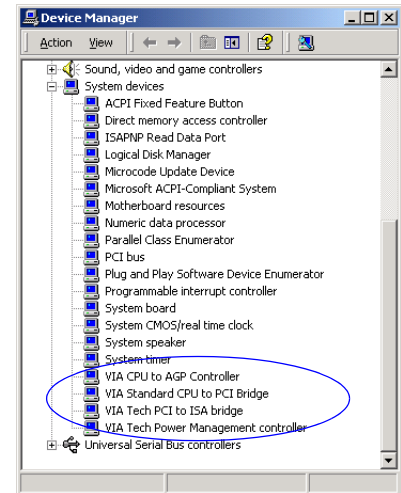 Device Manager
Action View
Sound, video and game controllers
System devices
ACPI Fixed Feature Button
Direct memory access controller
ISAPNP Read Data Port
Logical Disk Manager
Microcode Update Device
Microsoft ACPI-Compliant System
Motherboard resources
Numeric data processor
Parallel Class Enumerator
PCI bus
Plug and Play Software Device Enumerator
Programmable interrupt controller
System board
System CMOS/real time clock
System speaker
System timer
VIA CPU to AGP Controller
VIA Standard CPU to PCI Bridge
VIA Tech PCI to ISA bridge
VIA Tech Power Management controller
Universal Serial Bus controllers